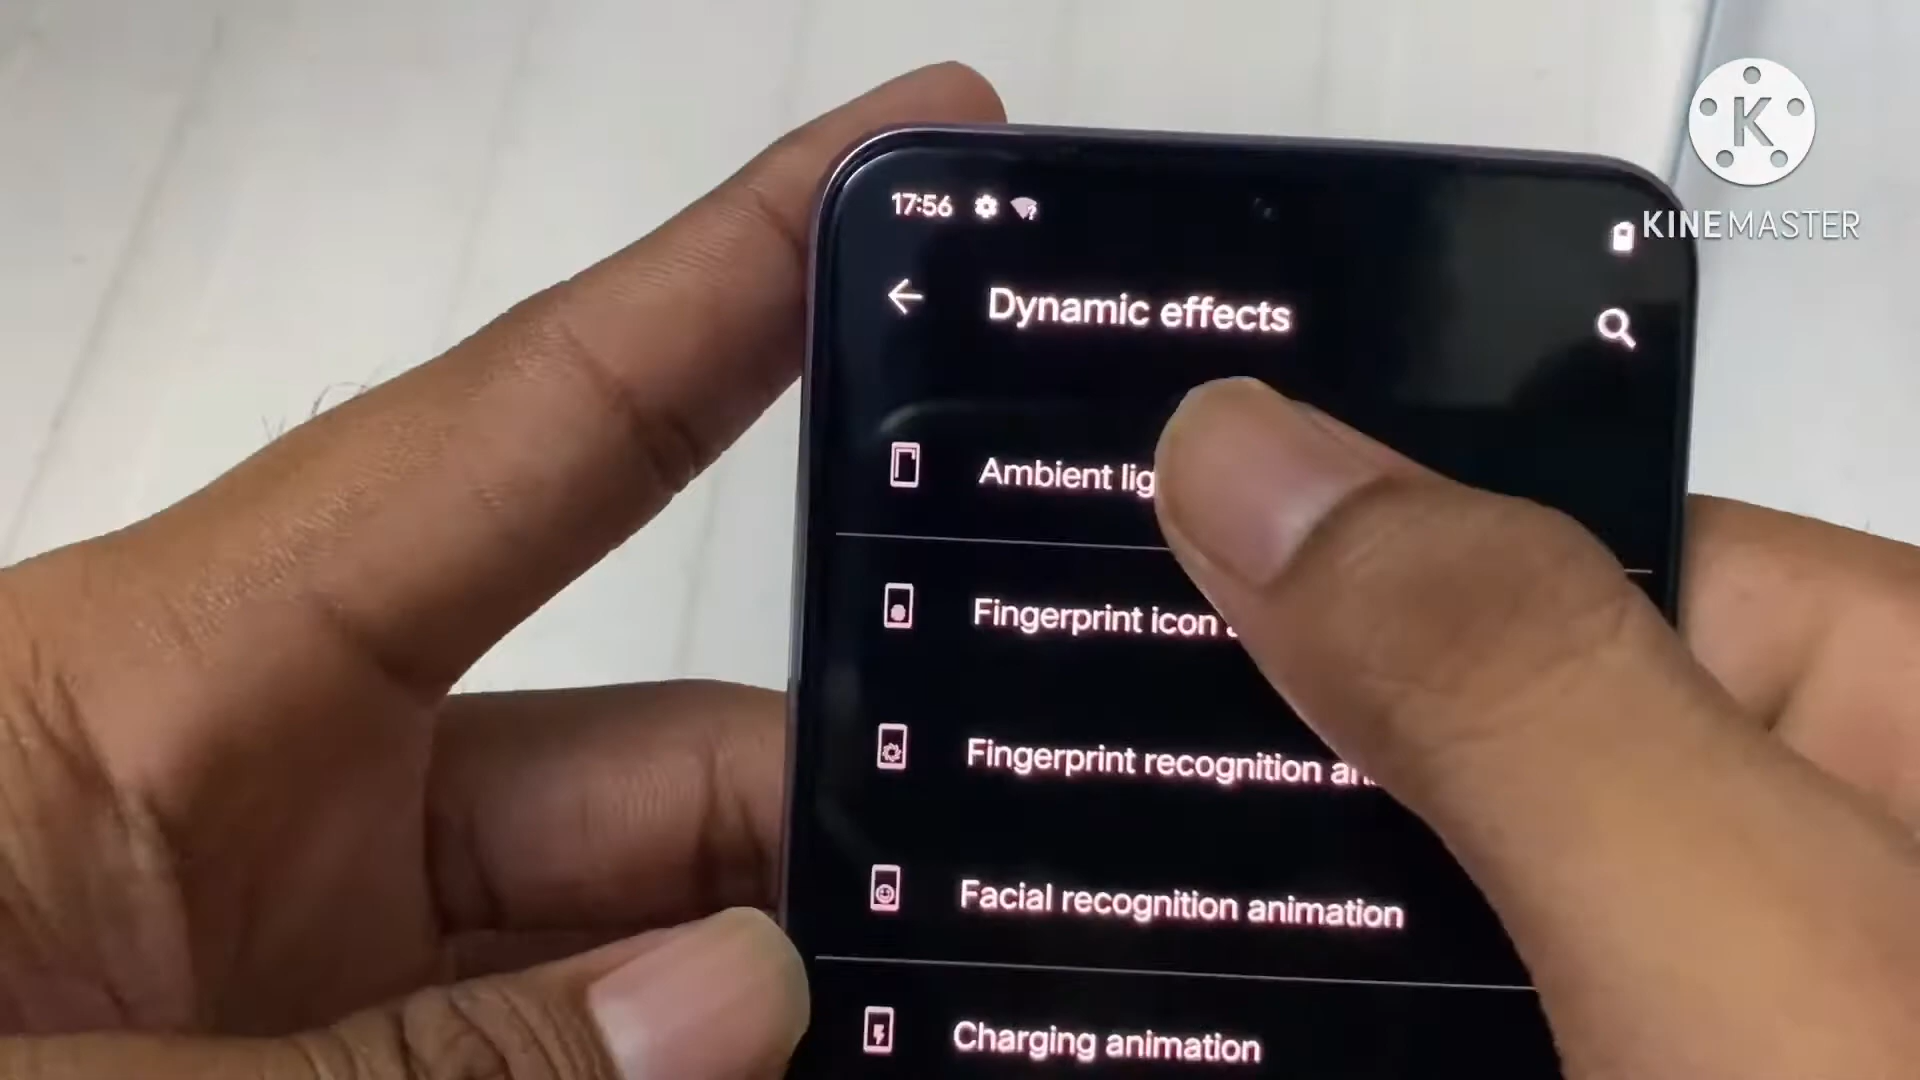 K
KINEMASTER
17:56
Dynamic effects
Ambient lig
Fingerprint icon
Fingerprint recognition
Facial recognition animation
Charging animation